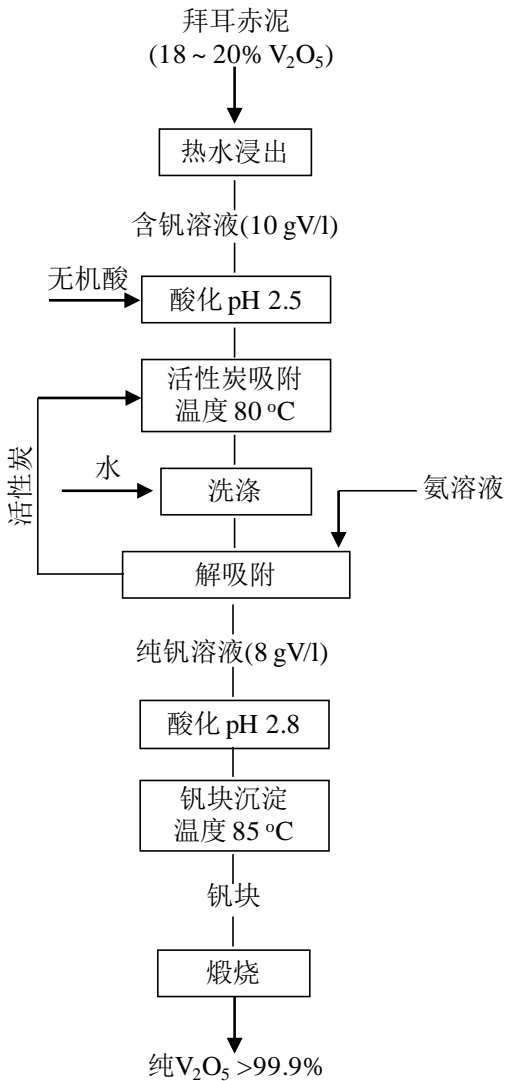 拜耳赤泥
(18 ~ 20% V₂O₅)
热水浸出
含钒溶液(10 gV/l)
无机酸
酸化 pH 2.5
活性炭吸附
温度 80 ºC
活性炭
水
洗涤
氨溶液
解吸附
纯钒溶液(8 gV/l)
酸化 pH 2.8
钒块沉淀
温度 85 ºC
钒块
煅烧
纯V₂O₅ >99.9%